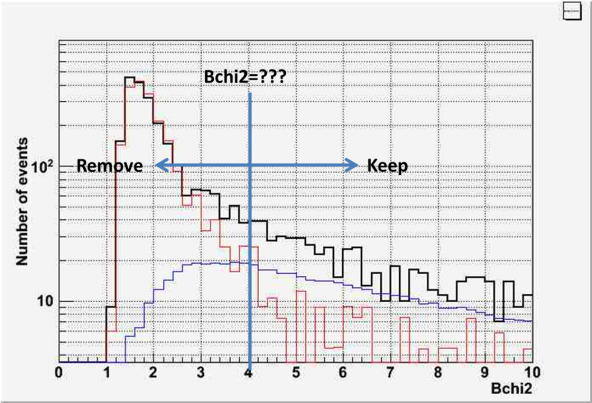 Bchi2=???
Number of events
10²
Remove
Keep
10
0 1 2 3 4 5 6 7 8 9 10
Bchi2